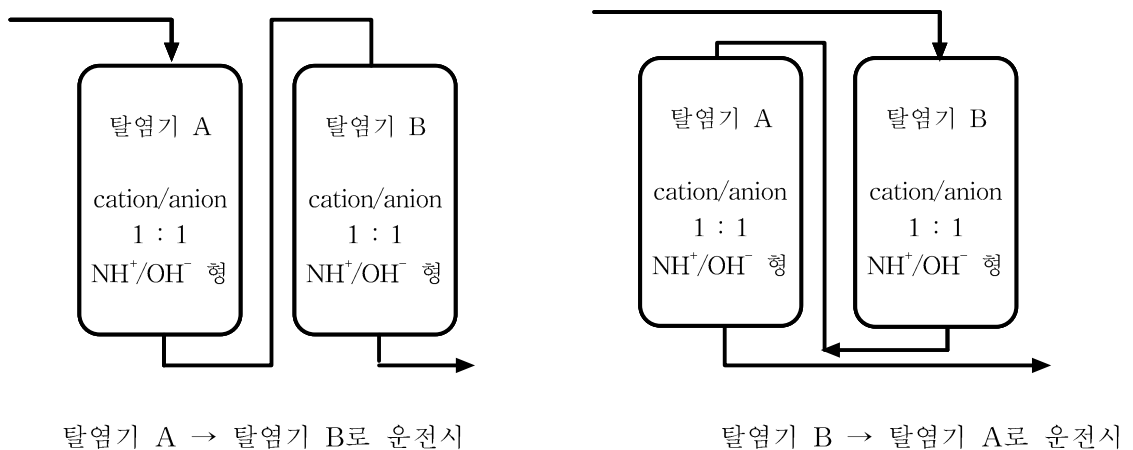 탈염기 A
cation/anion
1 : 1
NH⁺/OH⁻ 형
탈염기 B
cation/anion
1 : 1
NH⁺/OH⁻ 형
탈염기 A → 탈염기 B로 운전시
탈염기 A
cation/anion
1 : 1
NH⁺/OH⁻ 형
탈염기 B
cation/anion
1 : 1
NH⁺/OH⁻ 형
탈염기 B → 탈염기 A로 운전시